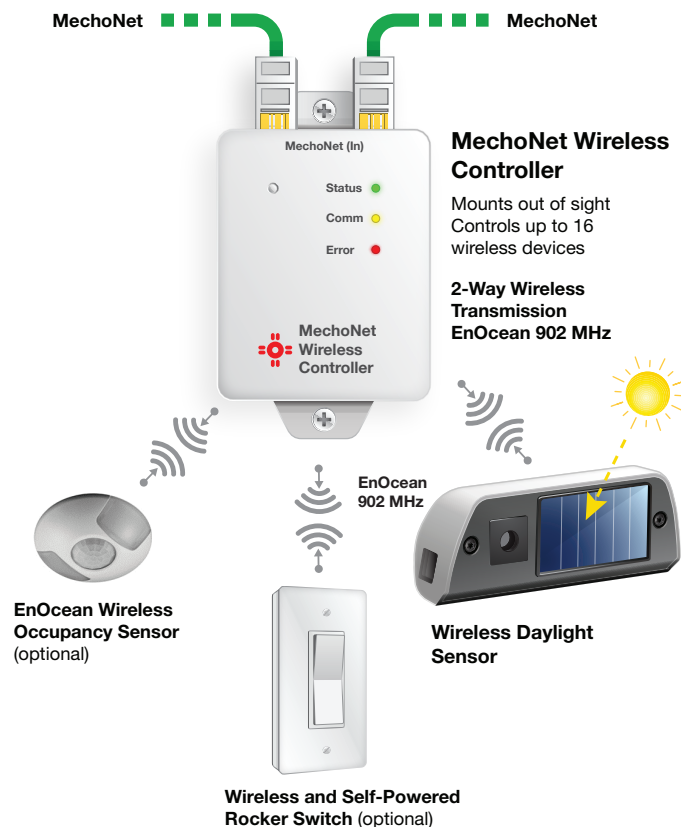 MechoNet
MechoNet
MechoNet (In)
Status
Comm
Error
MechoNet
Wireless
Controller
MechoNet Wireless
Controller
Mounts out of sight
Controls up to 16
wireless devices
2-Way Wireless
Transmission
EnOcean 902 MHz
EnOcean
902 MHz
EnOcean Wireless
Occupancy Sensor
(optional)
Wireless Daylight
Sensor
Wireless and Self-Powered
Rocker Switch (optional)